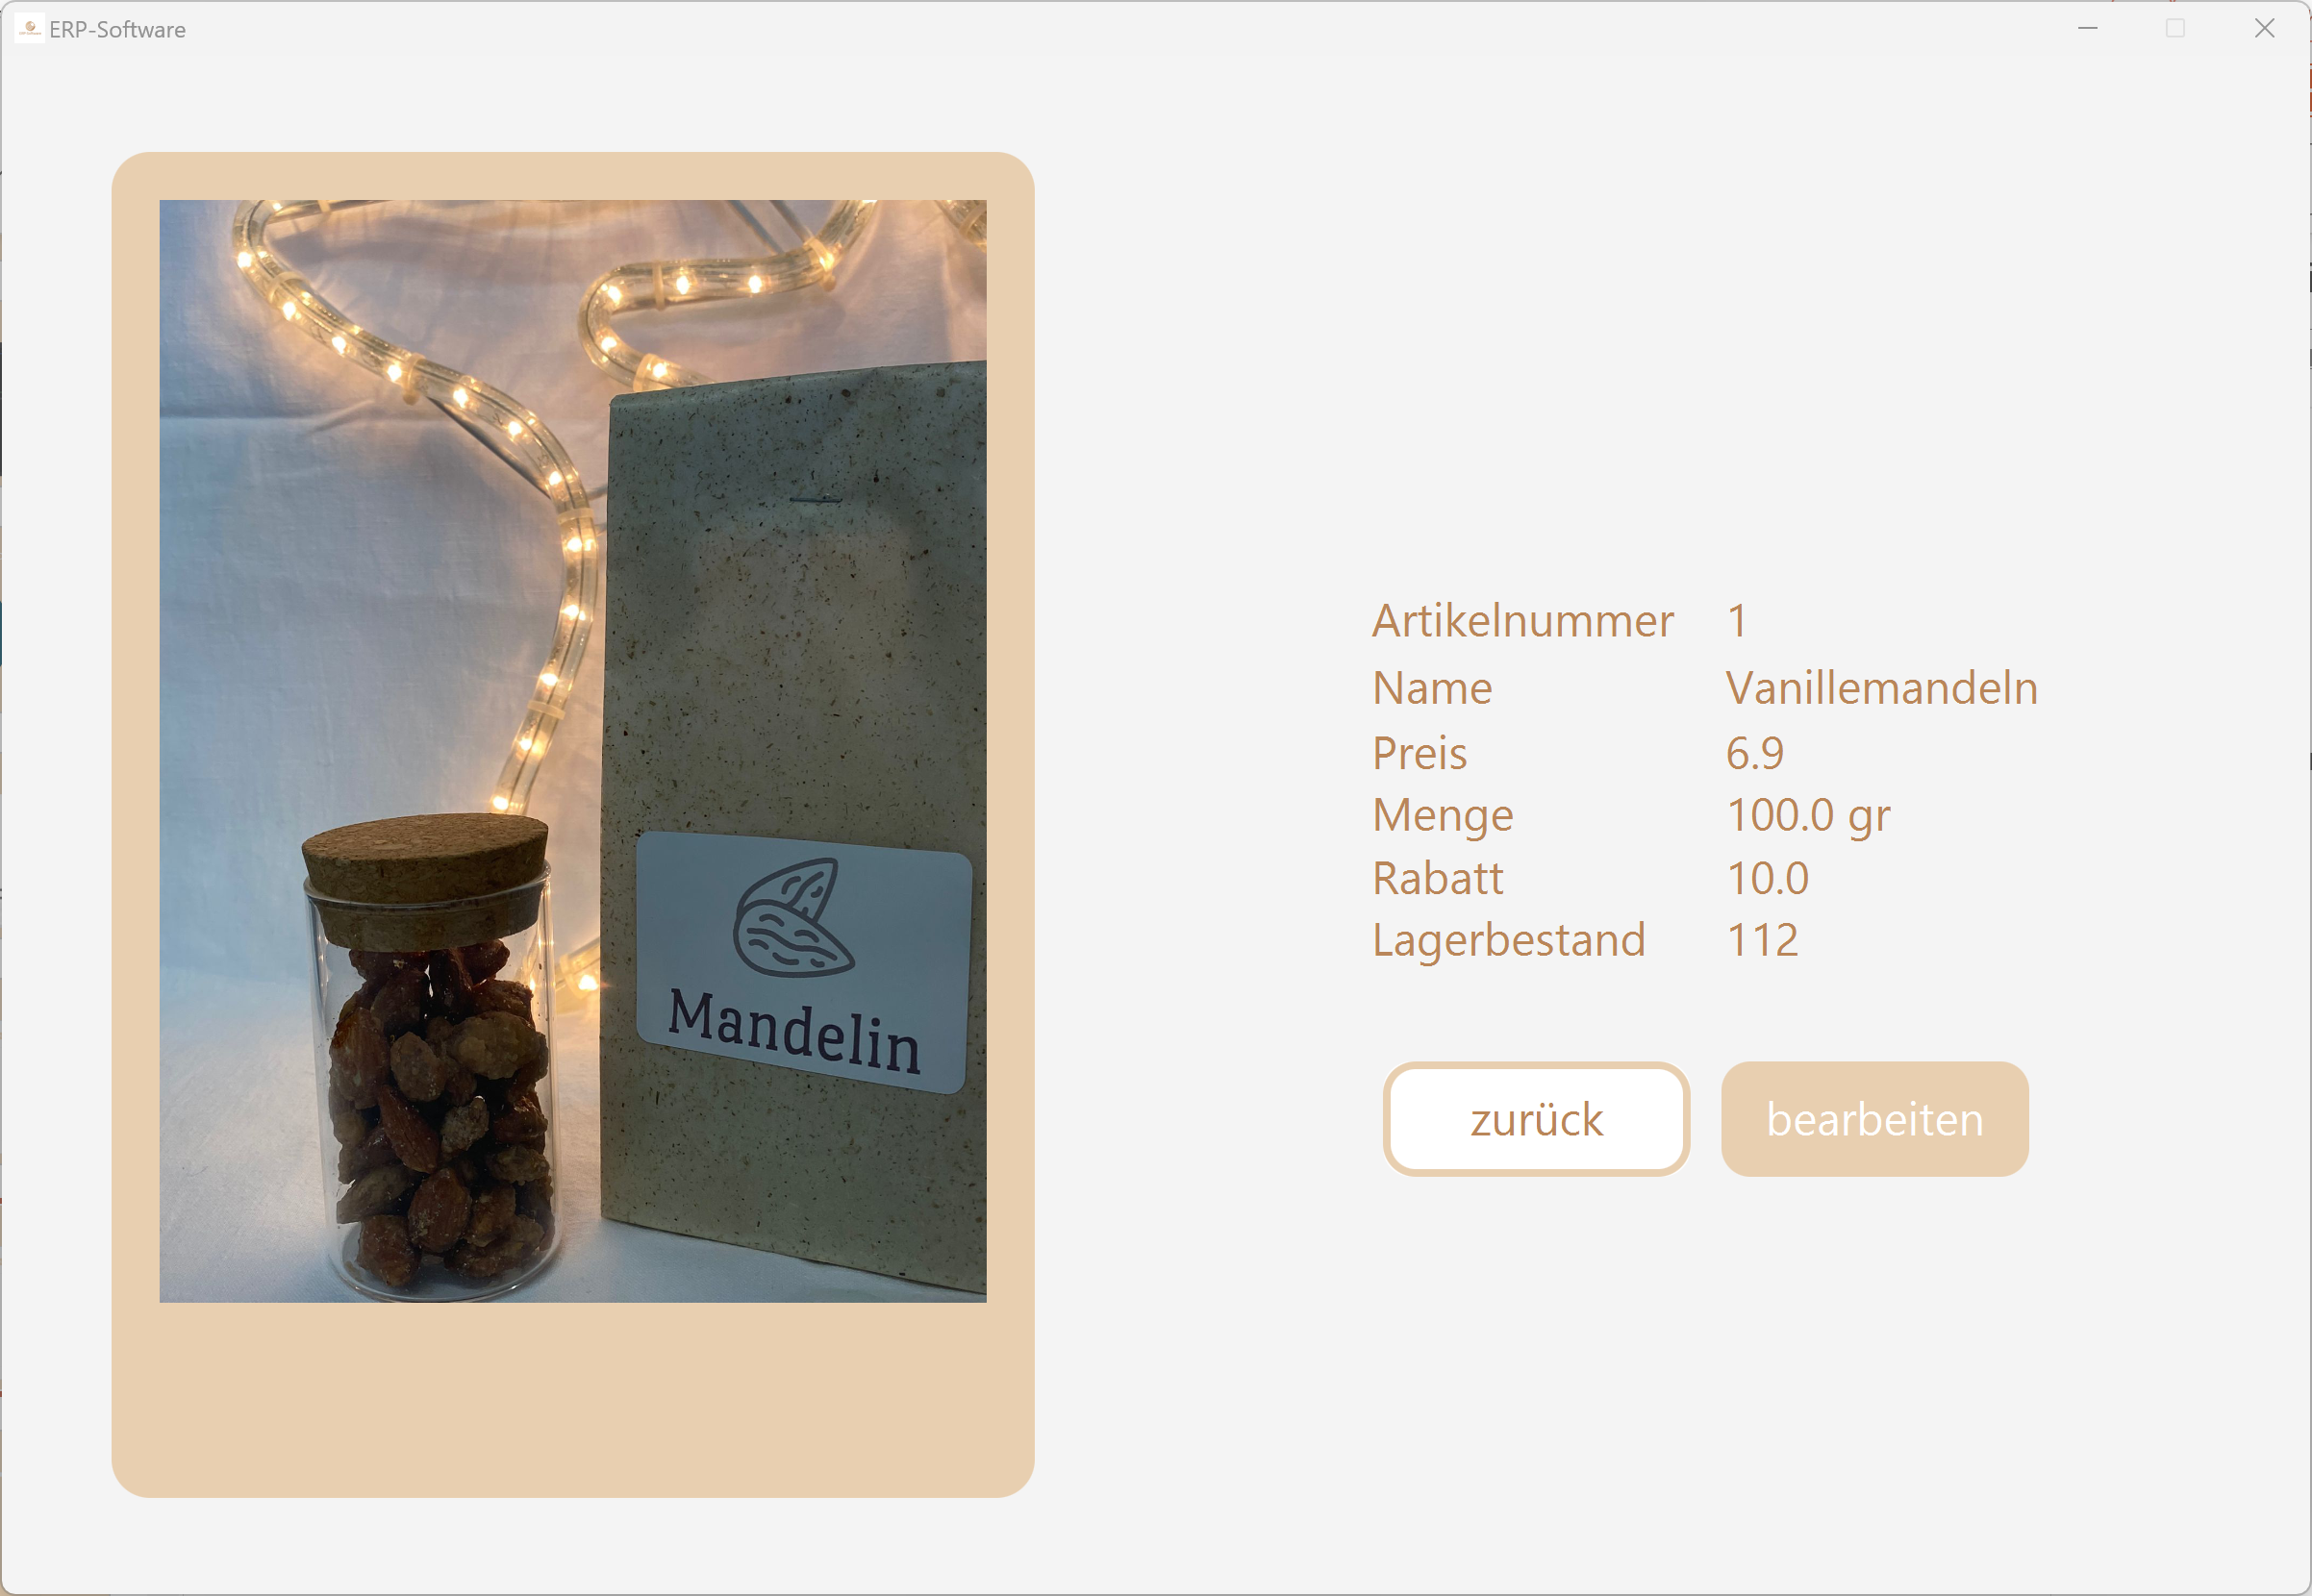 ERP-Software
Mandelin
Artikelnummer 1
Name Vanillemandeln
Preis 6.9
Menge 100.0 gr
Rabatt 10.0
Lagerbestand 112
zurück bearbeiten